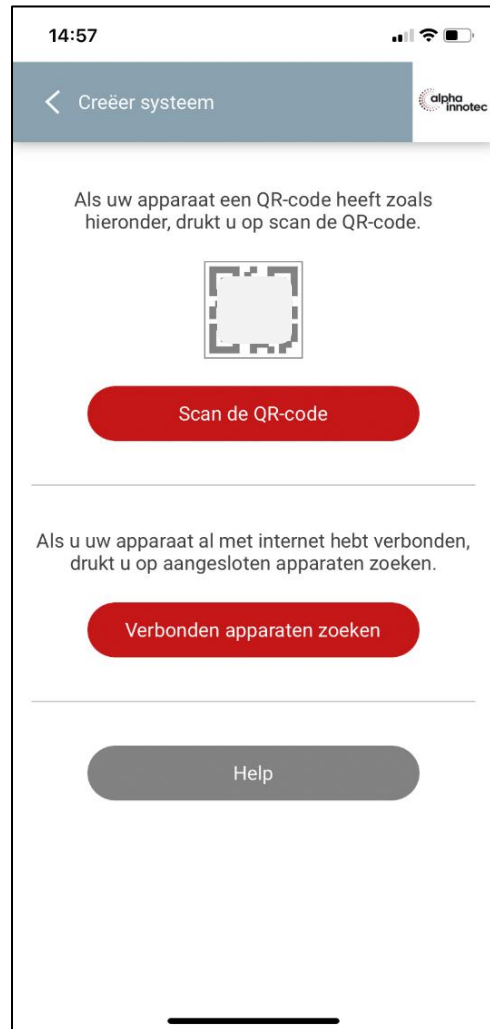 14:57
Creëer systeem
alpha
innotec
Als uw apparaat een QR-code heeft zoals
hieronder, drukt u op scan de QR-code.
Scan de QR-code
Als u uw apparaat al met internet hebt verbonden,
drukt u op aangesloten apparaten zoeken.
Verbonden apparaten zoeken
Help